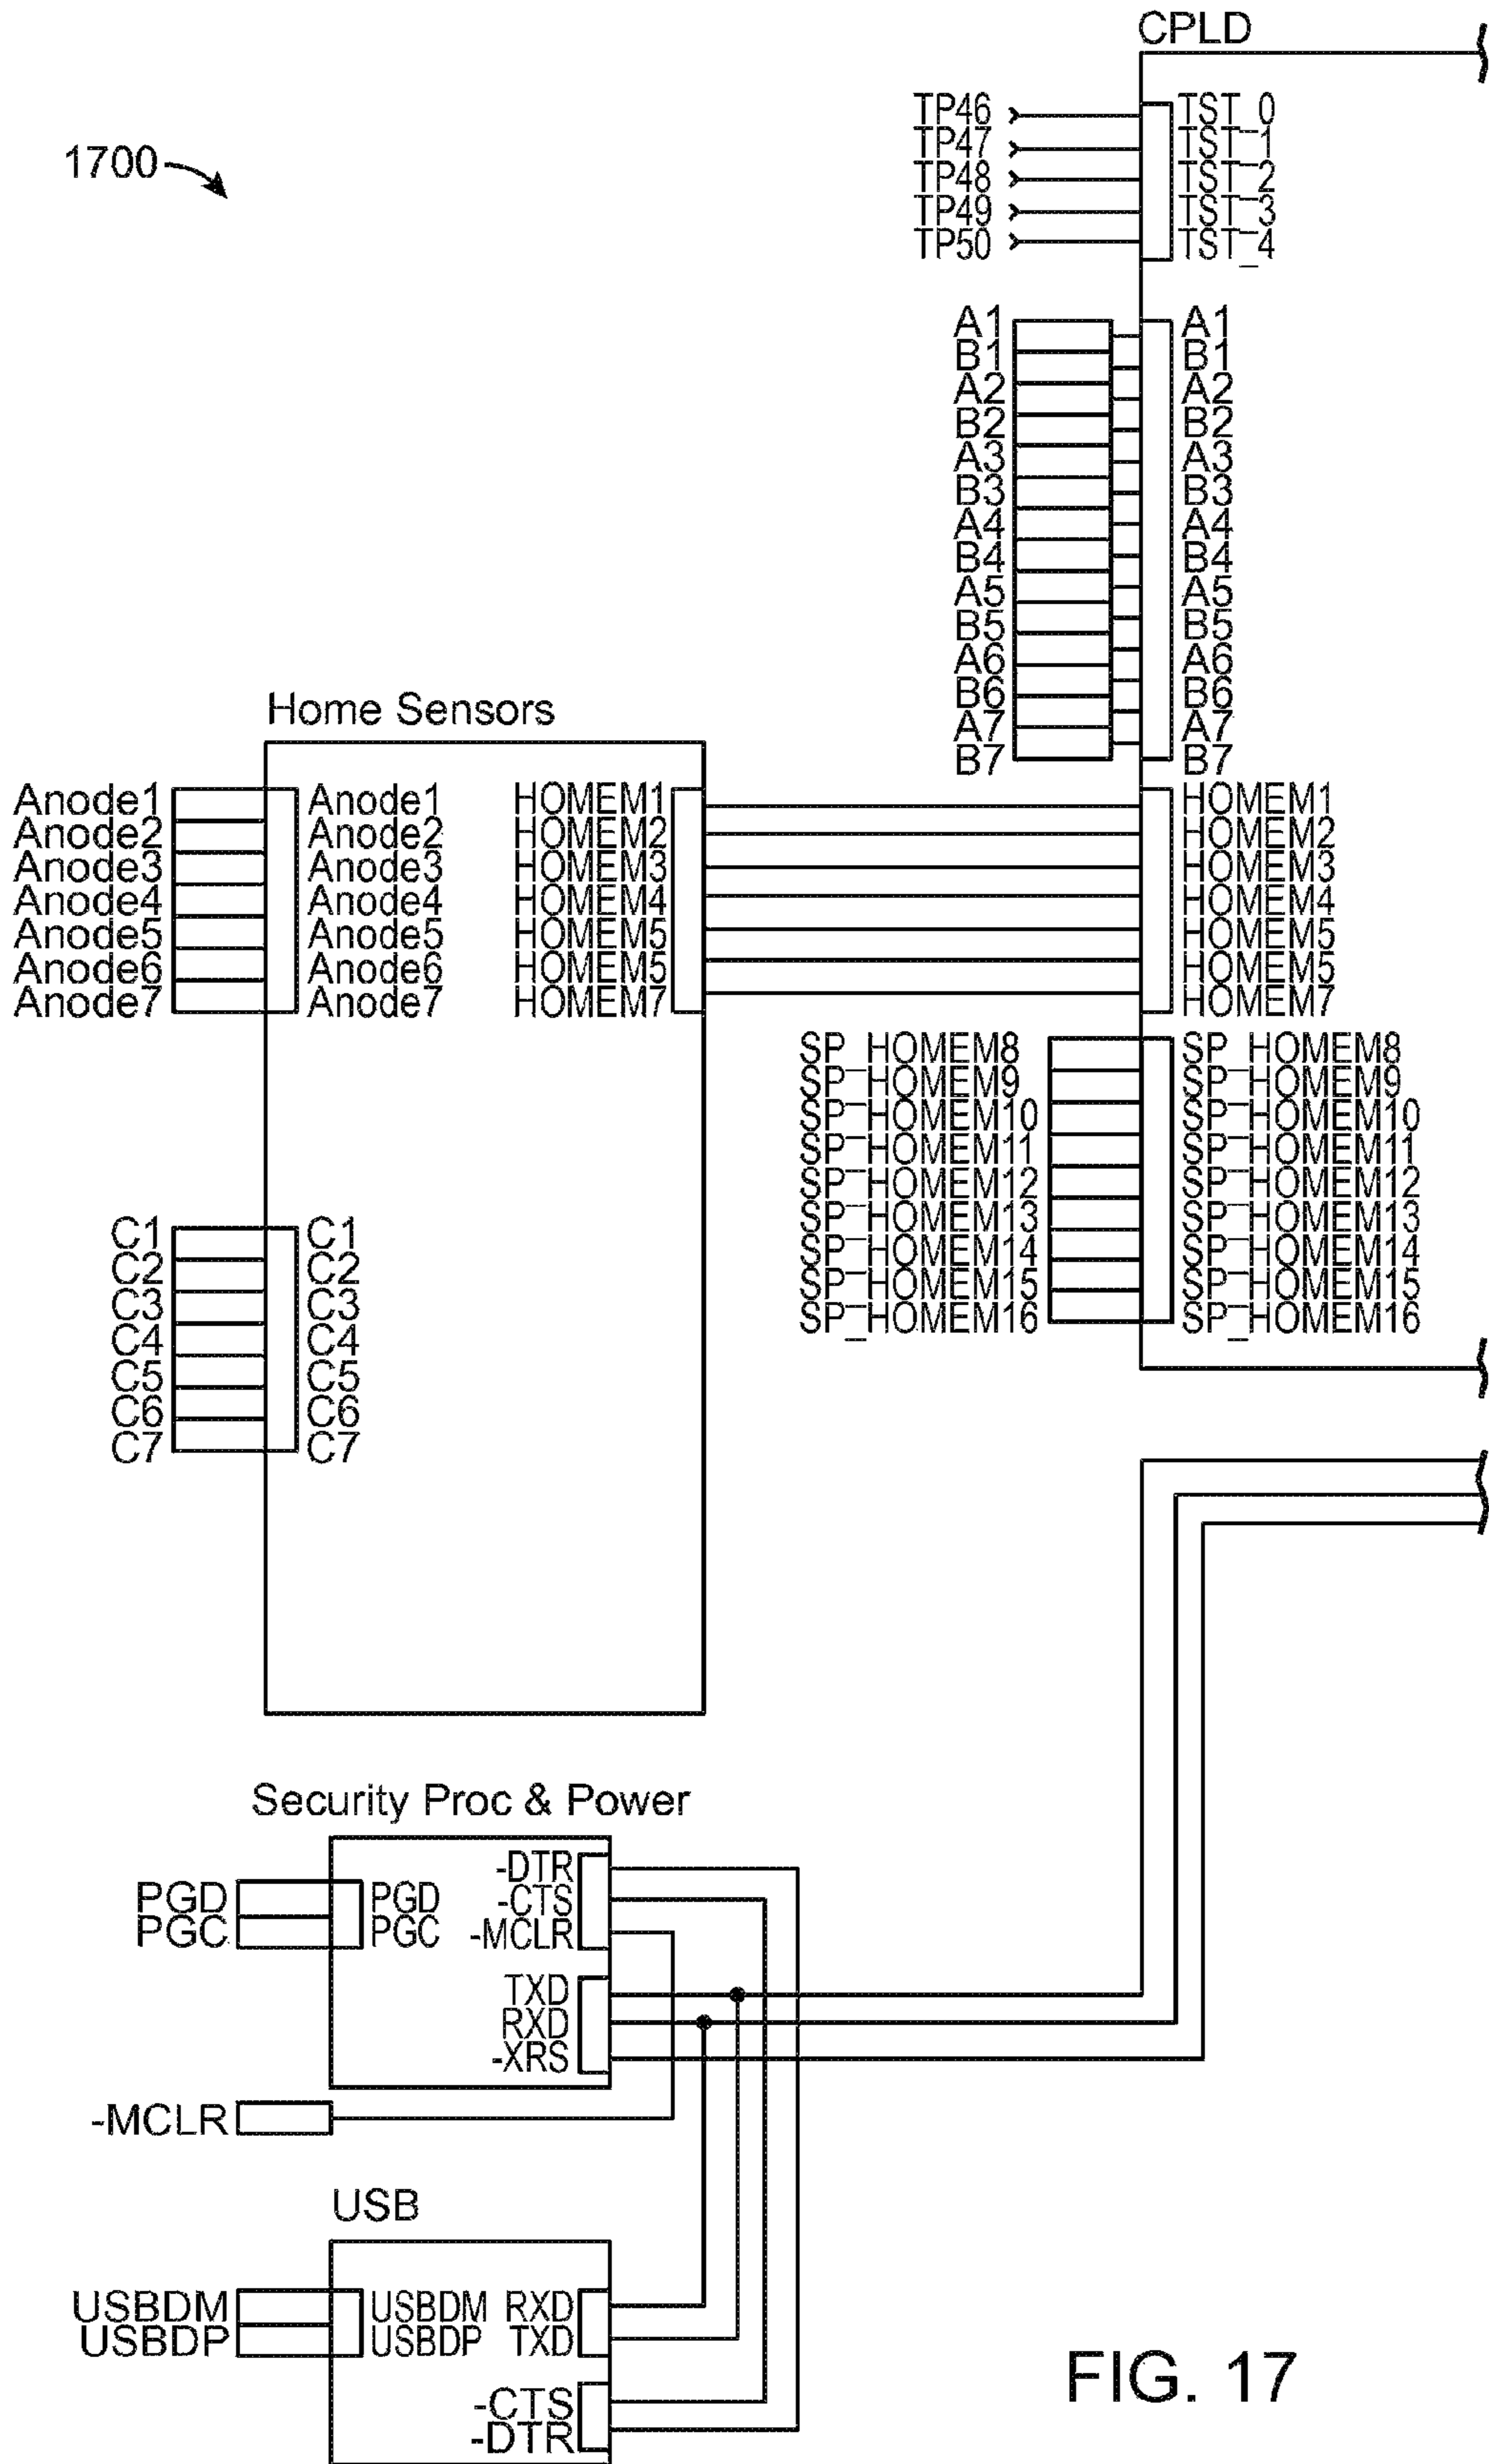 CPLD
1700
TP46 TST_0
TP47 TST_1
TP48 TST_2
TP49 TST_3
TP50 TST_4
A1 A1
B1 B1
A2 A2
B2 B2
A3 A3
B3 B3
A4 A4
B4 B4
A5 A5
B5 B5
A6 A6
B6 B6
A7 A7
B7 B7
Home Sensors
Anode1 Anode1 HOMEM1 HOMEM1
Anode2 Anode2 HOMEM2 HOMEM2
Anode3 Anode3 HOMEM3 HOMEM3
Anode4 Anode4 HOMEM4 HOMEM4
Anode5 Anode5 HOMEM5 HOMEM5
Anode6 Anode6 HOMEM5 HOMEM5
Anode7 Anode7 HOMEM7 HOMEM7
SP_HOMEM8 SP_HOMEM8
SP_HOMEM9 SP_HOMEM9
SP_HOMEM10 SP_HOMEM10
SP_HOMEM11 SP_HOMEM11
SP_HOMEM12 SP_HOMEM12
SP_HOMEM13 SP_HOMEM13
SP_HOMEM14 SP_HOMEM14
SP_HOMEM15 SP_HOMEM15
SP_HOMEM16 SP_HOMEM16
C1 C1
C2 C2
C3 C3
C4 C4
C5 C5
C6 C6
C7 C7
Security Proc & Power
-DTR
PGD PGD -CTS
PGC PGC -MCLR
TXD
RXD
-XRS
-MCLR
USB
USBDM USBDM RXD
USBDP USBDP TXD
-CTS
-DTR
FIG. 17